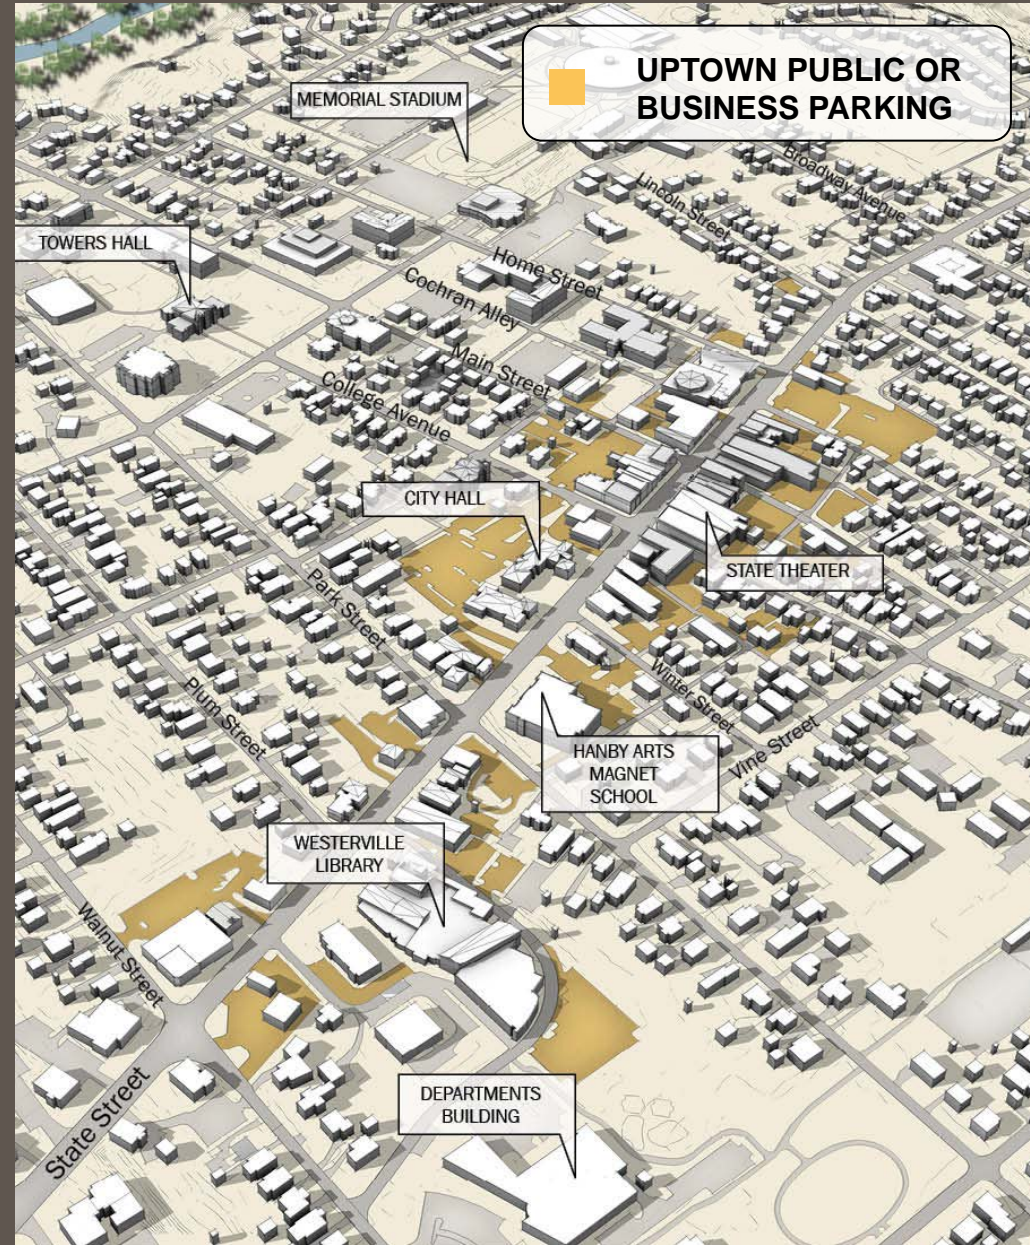 UPTOWN PUBLIC OR
BUSINESS PARKING
MEMORIAL STADIUM
Broadway Avenue
Lincoln Street
TOWERS HALL
Home Street
Cochran Alley
Main Street
College Avenue
CITY HALL
STATE THEATER
Park Street
Winter Street
Plum Street
Vine Street
HANBY ARTS
MAGNET
SCHOOL
WESTERVILLE
LIBRARY
Walnut Street
State Street
DEPARTMENTS
BUILDING